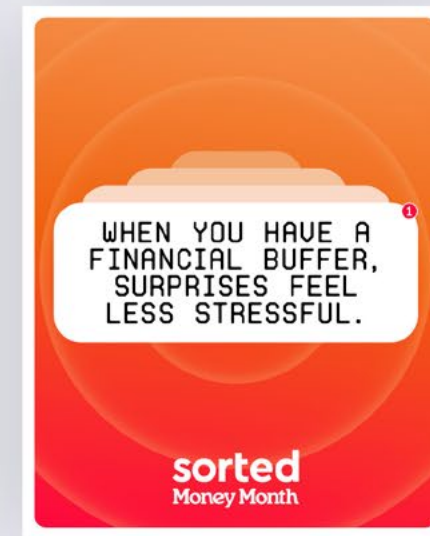 1
WHEN YOU HAVE A
FINANCIAL BUFFER,
SURPRISES FEEL
LESS STRESSFUL.
sorted
Money Month